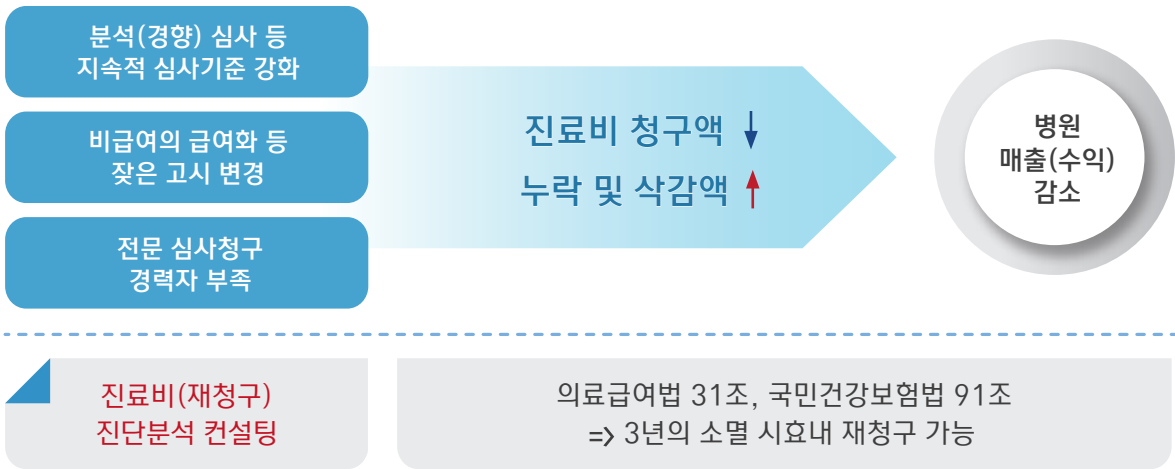 분석(경향) 심사 등
지속적 심사기준 강화
비급여의 급여화 등
잦은 고시 변경
전문 심사청구
경력자 부족
진료비 청구액 ↓
누락 및 삭감액 ↑
병원
매출(수익)
감소
진료비(재청구)
진단분석 컨설팅
의료급여법 31조, 국민건강보험법 91조
=> 3년의 소멸 시효내 재청구 가능